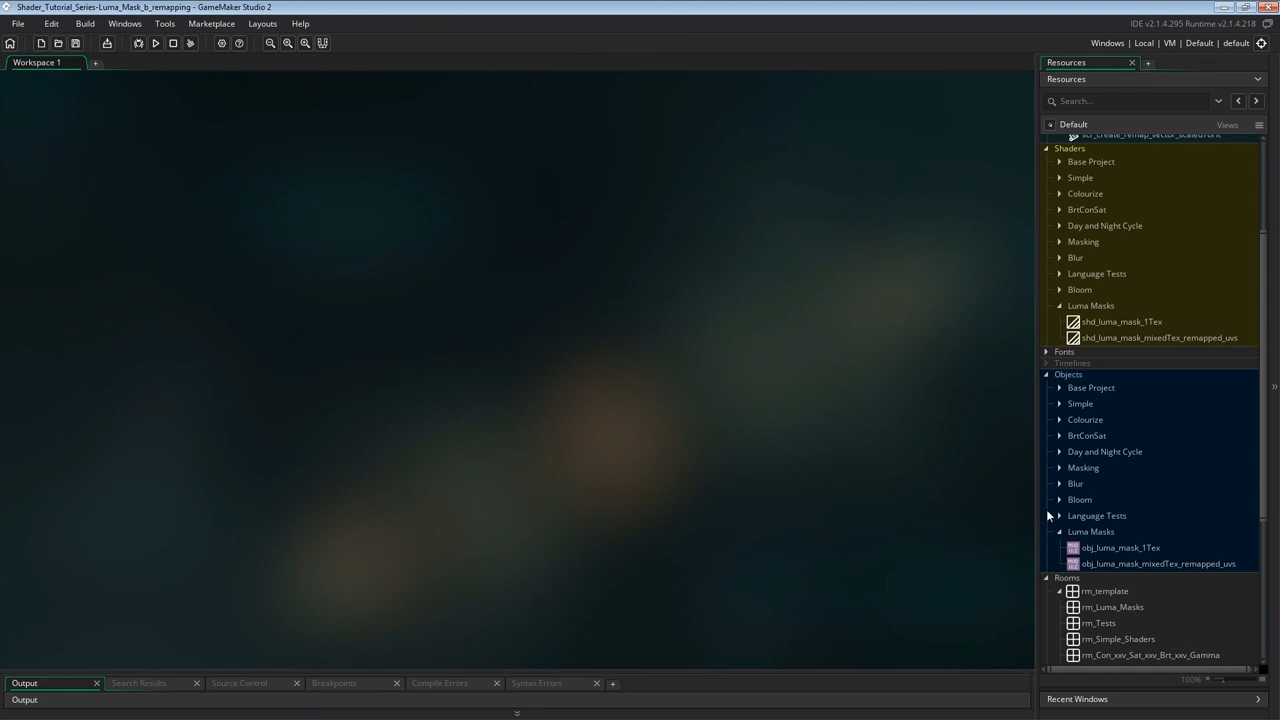 Shader_Tutorial_Series-Luma_Mask_b_remapping - GameMaker Studio 2
File Edit Build Windows Tools Marketplace Layouts Help
IDE v2.1.4.295 Runtime v2.1.4.218
Windows | Local | VM | Default | default
Workspace 1
Resources
Resources
Search...
Default Views
scr_create_remap_vector_scaledToFit
Shaders
Base Project
Simple
Colourize
BrtConSat
Day and Night Cycle
Masking
Blur
Language Tests
Bloom
Luma Masks
shd_luma_mask_1Tex
shd_luma_mask_mixedTex_remapped_uvs
Fonts
Timelines
Objects
Base Project
Simple
Colourize
BrtConSat
Day and Night Cycle
Masking
Blur
Bloom
Language Tests
Luma Masks
obj_luma_mask_1Tex
obj_luma_mask_mixedTex_remapped_uvs
Rooms
rm_template
rm_Luma_Masks
rm_Tests
rm_Simple_Shaders
rm_Con_xxv_Sat_xxv_Brt_xxv_Gamma
100%
Recent Windows
Output Search Results Source Control Breakpoints Compile Errors Syntax Errors
Output